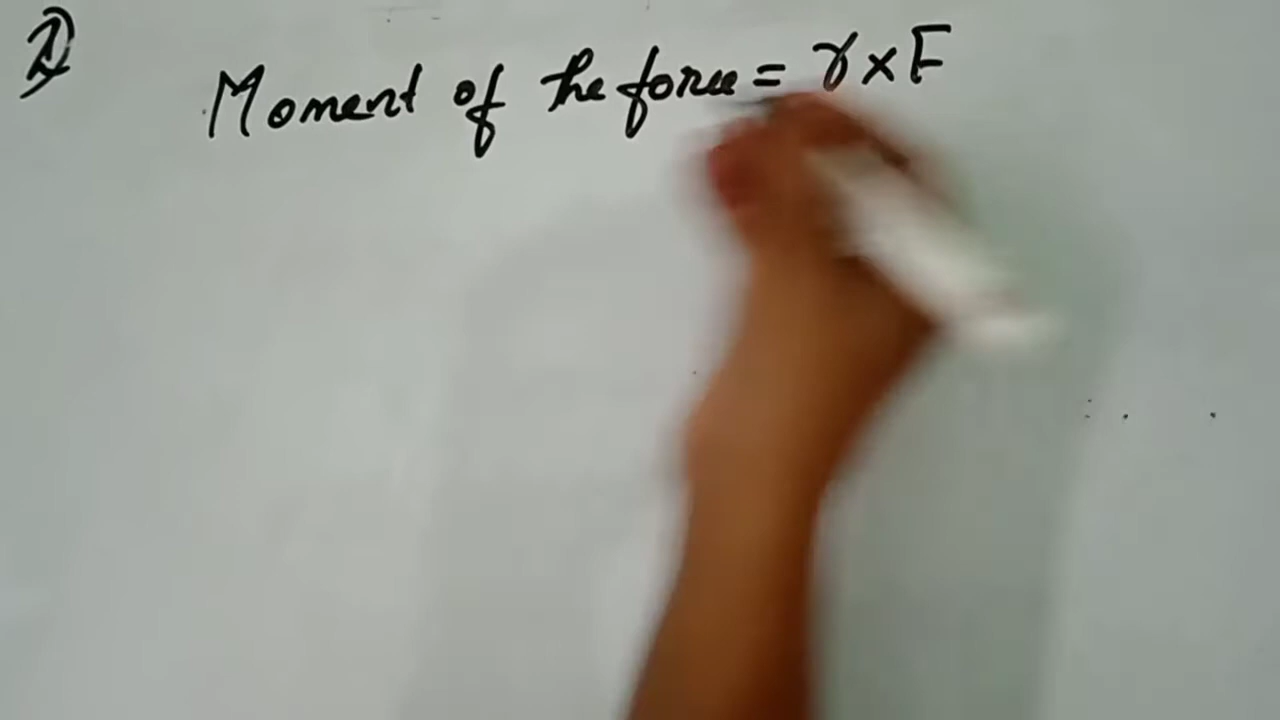 Moment of the force = r × F